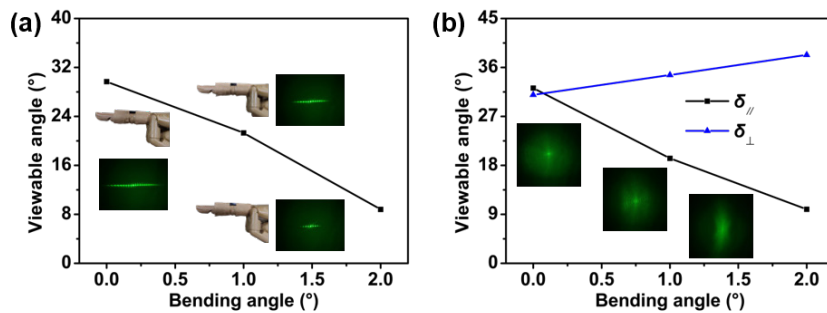 (a)
40
32
24
16
8
0
Viewable angle (°)
0.0 0.5 1.0 1.5 2.0
Bending angle (°)
(b)
45
36
27
18
9
0
Viewable angle (°)
δ∥
δ⊥
0.0 0.5 1.0 1.5 2.0
Bending angle (°)